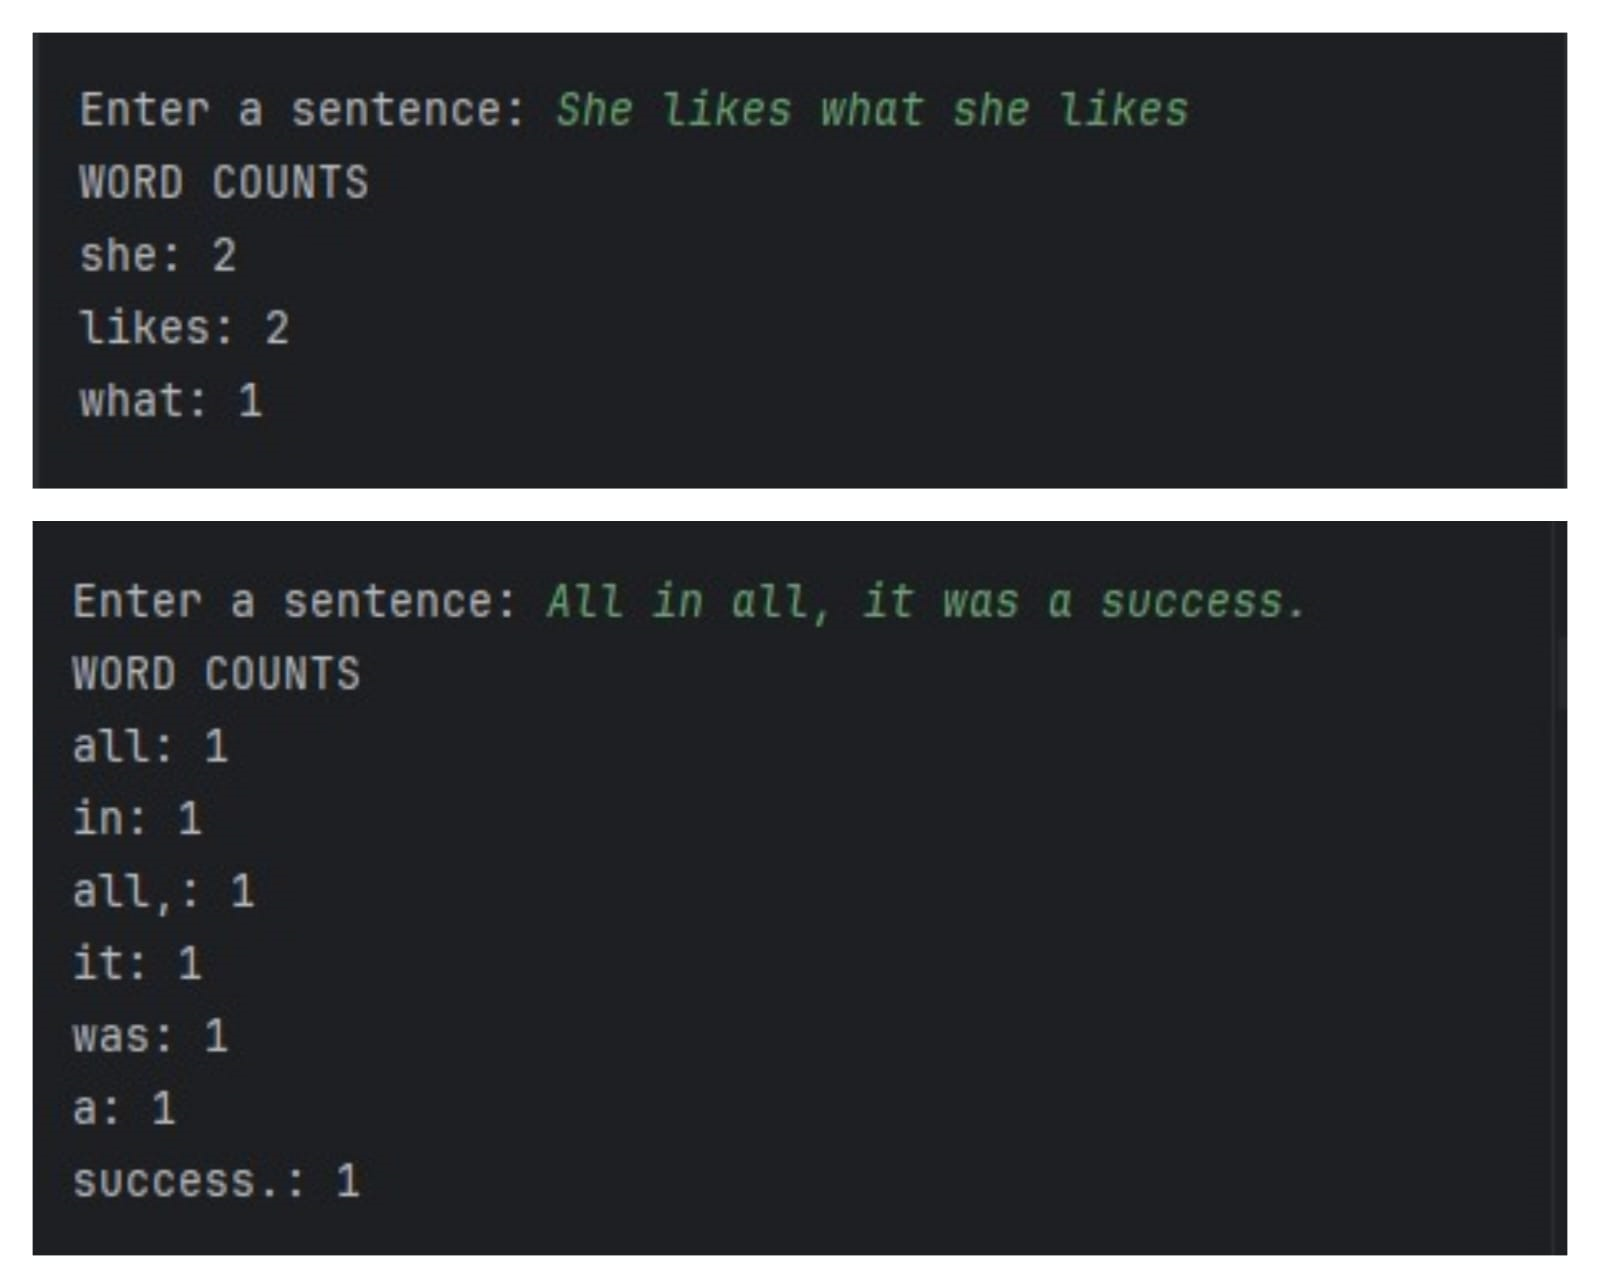 Enter a sentence: She likes what she likes
WORD COUNTS
she: 2
likes: 2
what: 1
Enter a sentence: All in all, it was a success.
WORD COUNTS
all: 1
in: 1
all,: 1
it: 1
was: 1
a: 1
success.: 1